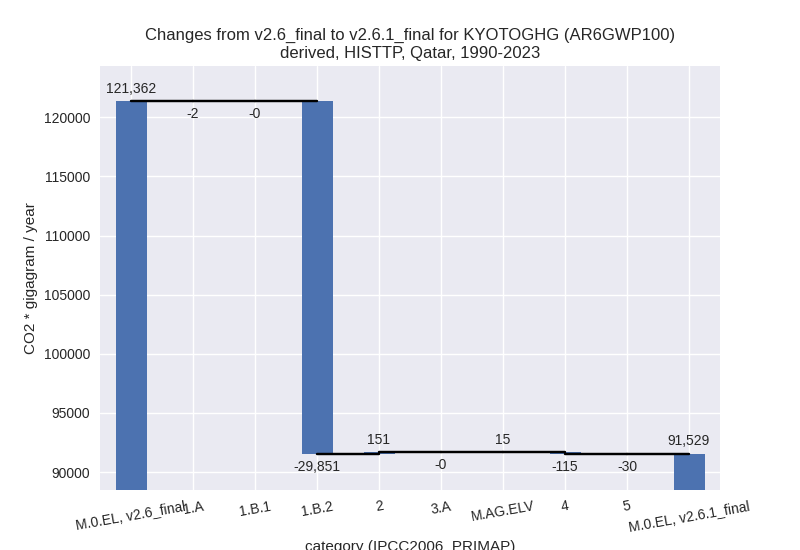 Changes from v2.6_final to v2.6.1_final for KYOTOGHG (AR6GWP100)
derived, HISTTP, Qatar, 1990-2023
121,362
-2
-0
-29,851
151
-0
15
-115
-30
91,529
120000
115000
110000
105000
100000
95000
90000
CO2 * gigagram / year
M.0.EL, v2.6_final
1.A
1.B.1
1.B.2
2
3.A
M.AG.ELV
4
5
M.0.EL, v2.6.1_final
category (IPCC2006_PRIMAP)